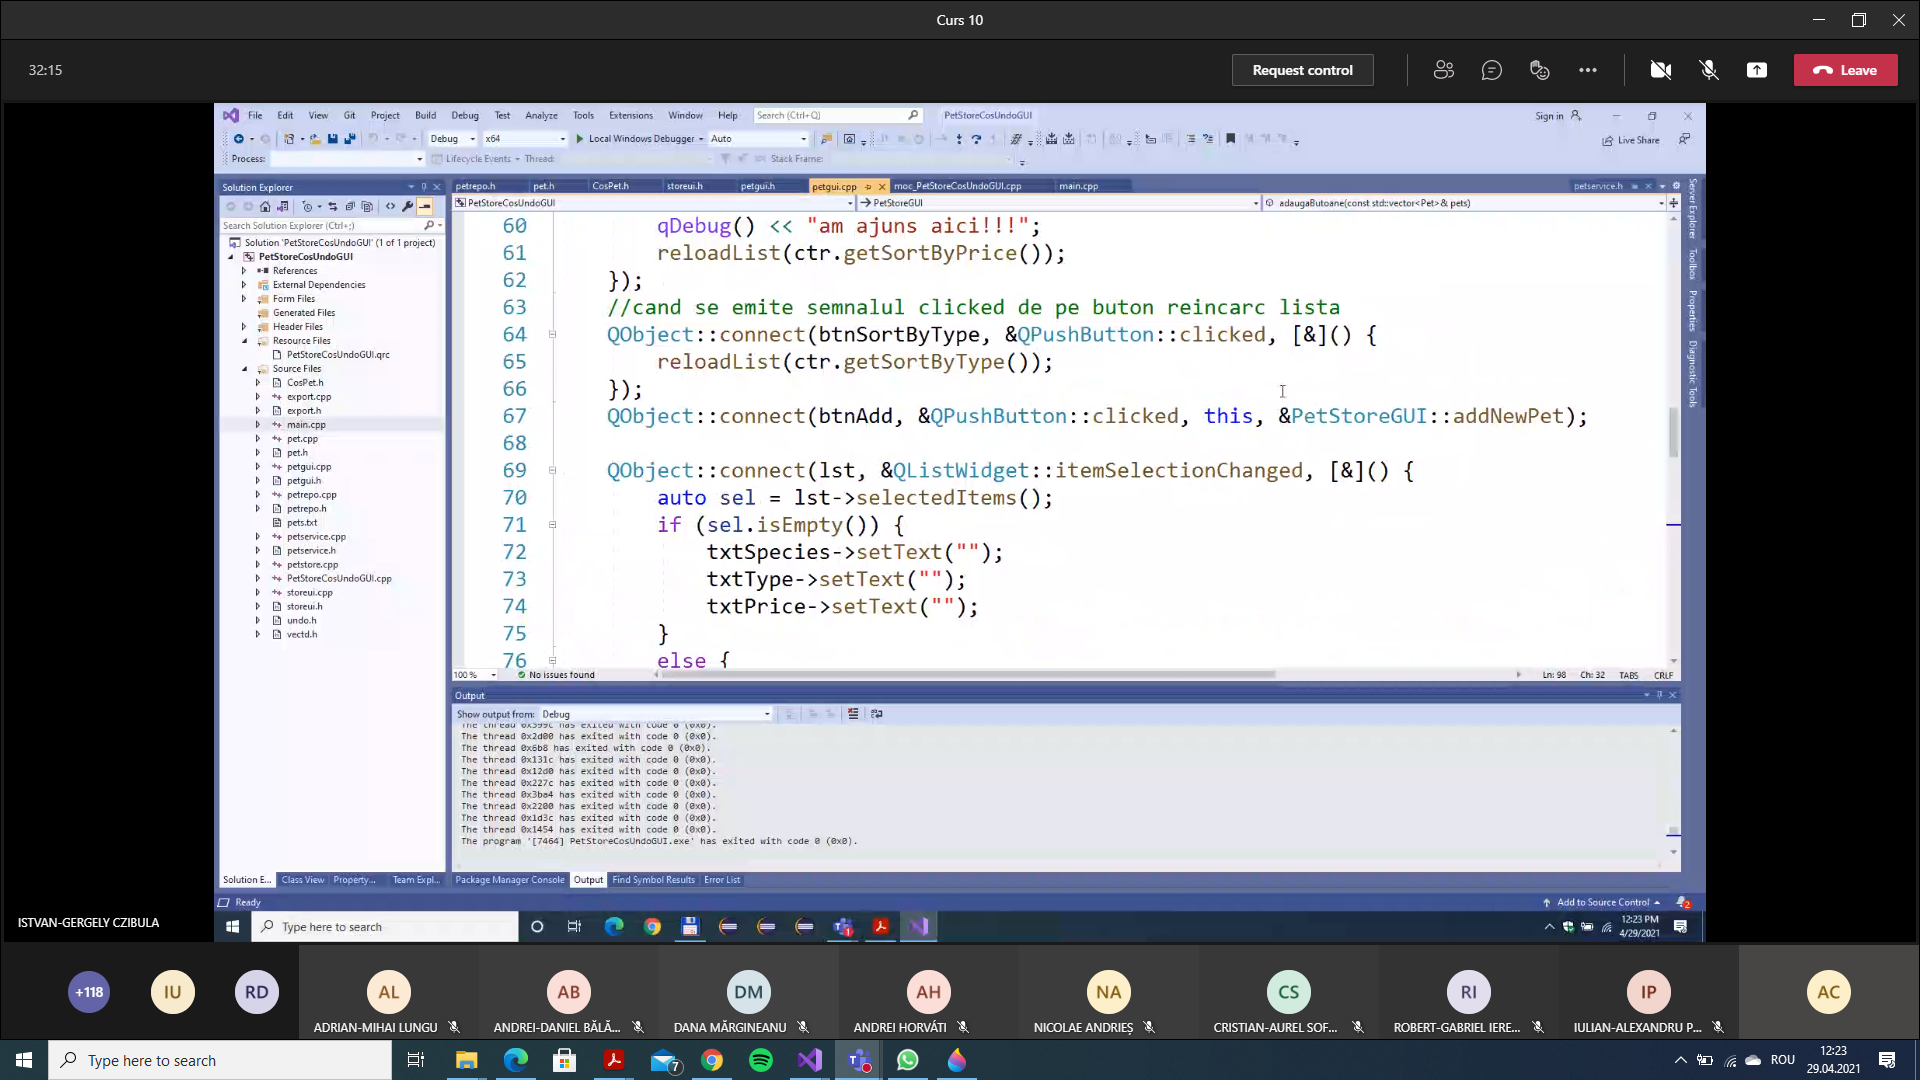 Curs 10
32:15
Request control
Leave
File Edit View Git Project Build Debug Test Analyze Tools Extensions Window Help Search (Ctrl+Q) PetStoreCosUndoGUI Sign in
Debug x64 Local Windows Debugger Auto Live Share
Process: Lifecycle Events Thread: Stack Frame:
Solution Explorer
petrepo.h pet.h CosPet.h storeui.h petgui.h petgui.cpp moc_PetStoreCosUndoGUI.cpp main.cpp petservice.h
PetStoreCosUndoGUI PetStoreGUI adaugaButoane(const std::vector<Pet>& pets)
Search Solution Explorer (Ctrl+;)
Solution 'PetStoreCosUndoGUI' (1 of 1 project)
PetStoreCosUndoGUI
References
External Dependencies
Form Files
Generated Files
Header Files
Resource Files
PetStoreCosUndoGUI.qrc
Source Files
CosPet.h
export.cpp
export.h
main.cpp
pet.cpp
pet.h
petgui.cpp
petgui.h
petrepo.cpp
petrepo.h
pets.txt
petservice.cpp
petservice.h
petstore.cpp
PetStoreCosUndoGUI.cpp
storeui.cpp
storeui.h
undo.h
vectd.h
60 qDebug() << "am ajuns aici!!!";
61 reloadList(ctr.getSortByPrice());
62 });
63 //cand se emite semnalul clicked de pe buton reincarc lista
64 QObject::connect(btnSortByType, &QPushButton::clicked, [&]() {
65 reloadList(ctr.getSortByType());
66 });
67 QObject::connect(btnAdd, &QPushButton::clicked, this, &PetStoreGUI::addNewPet);
68
69 QObject::connect(lst, &QListWidget::itemSelectionChanged, [&]() {
70 auto sel = lst->selectedItems();
71 if (sel.isEmpty()) {
72 txtSpecies->setText("");
73 txtType->setText("");
74 txtPrice->setText("");
75 }
76 else {
Server Explorer
Toolbox
Properties
Diagnostic Tools
100 % No issues found Ln: 98 Ch: 32 TABS CRLF
Output
Show output from: Debug
The thread 0x399c has exited with code 0 (0x0).
The thread 0x2d00 has exited with code 0 (0x0).
The thread 0x6b8 has exited with code 0 (0x0).
The thread 0x131c has exited with code 0 (0x0).
The thread 0x12d0 has exited with code 0 (0x0).
The thread 0x227c has exited with code 0 (0x0).
The thread 0x3ba4 has exited with code 0 (0x0).
The thread 0x2200 has exited with code 0 (0x0).
The thread 0x1d3c has exited with code 0 (0x0).
The thread 0x1454 has exited with code 0 (0x0).
The program '[7464] PetStoreCosUndoGUI.exe' has exited with code 0 (0x0).
Solution E... Class View Property... Team Expl... Package Manager Console Output Find Symbol Results Error List
Ready Add to Source Control 2
ISTVAN-GERGELY CZIBULA
Type here to search
12:23 PM
4/29/2021
+118 IU RD AL AB DM AH NA CS RI IP AC
ADRIAN-MIHAI LUNGU ANDREI-DANIEL BĂLĂ... DANA MĂRGINEANU ANDREI HORVÁTI NICOLAE ANDRIEȘ CRISTIAN-AUREL SOF... ROBERT-GABRIEL IERE... IULIAN-ALEXANDRU P...
Type here to search
7
ROU
12:23
29.04.2021